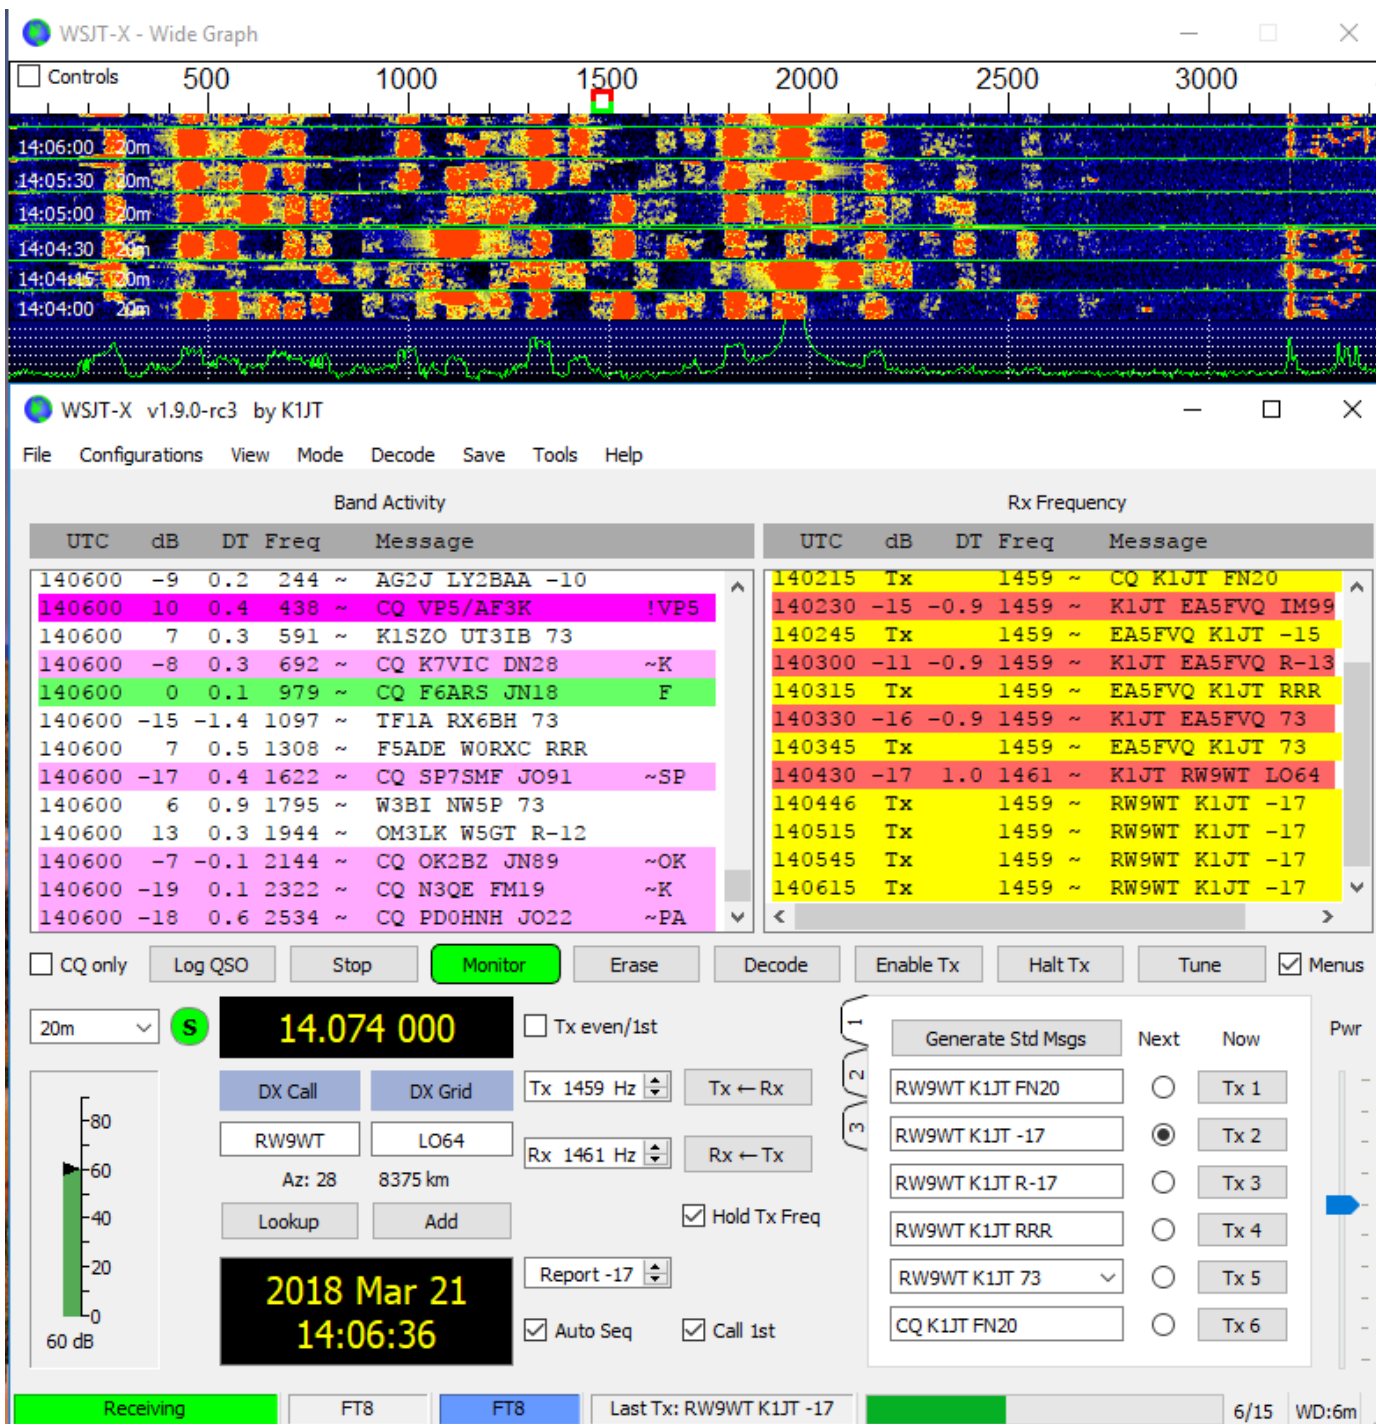 WSJT-X - Wide Graph
Controls 500 1000 1500 2000 2500 3000
14:06:00 20m
14:05:30 20m
14:05:00 20m
14:04:30 20m
14:04:15 20m
14:04:00 20m
WSJT-X v1.9.0-rc3 by K1JT
File Configurations View Mode Decode Save Tools Help
Band Activity
UTC dB DT Freq Message
140600 -9 0.2 244 ~ AG2J LY2BAA -10
140600 10 0.4 438 ~ CQ VP5/AF3K !VP5
140600 7 0.3 591 ~ K1SZO UT3IB 73
140600 -8 0.3 692 ~ CQ K7VIC DN28 ~K
140600 0 0.1 979 ~ CQ F6ARS JN18 F
140600 -15 -1.4 1097 ~ TF1A RX6BH 73
140600 7 0.5 1308 ~ F5ADE W0RXC RRR
140600 -17 0.4 1622 ~ CQ SP7SMF JO91 ~SP
140600 6 0.9 1795 ~ W3BI NW5P 73
140600 13 0.3 1944 ~ OM3LK W5GT R-12
140600 -7 -0.1 2144 ~ CQ OK2BZ JN89 ~OK
140600 -19 0.1 2322 ~ CQ N3QE FM19 ~K
140600 -18 0.6 2534 ~ CQ PD0HNH JO22 ~PA
Rx Frequency
UTC dB DT Freq Message
140215 Tx 1459 ~ CQ K1JT FN20
140230 -15 -0.9 1459 ~ K1JT EA5FVQ IM99
140245 Tx 1459 ~ EA5FVQ K1JT -15
140300 -11 -0.9 1459 ~ K1JT EA5FVQ R-13
140315 Tx 1459 ~ EA5FVQ K1JT RRR
140330 -16 -0.9 1459 ~ K1JT EA5FVQ 73
140345 Tx 1459 ~ EA5FVQ K1JT 73
140430 -17 1.0 1461 ~ K1JT RW9WT LO64
140446 Tx 1459 ~ RW9WT K1JT -17
140515 Tx 1459 ~ RW9WT K1JT -17
140545 Tx 1459 ~ RW9WT K1JT -17
140615 Tx 1459 ~ RW9WT K1JT -17
CQ only Log QSO Stop Monitor Erase Decode Enable Tx Halt Tx Tune Menus
20m S 14.074 000 Tx even/1st
DX Call DX Grid Tx 1459 Hz Tx ← Rx
RW9WT LO64 Rx 1461 Hz Rx ← Tx
Az: 28 8375 km
Lookup Add Hold Tx Freq
Report -17
2018 Mar 21
14:06:36 Auto Seq Call 1st
80
60
40
20
0
60 dB
1
2
3
Generate Std Msgs Next Now Pwr
RW9WT K1JT FN20 Tx 1
RW9WT K1JT -17 Tx 2
RW9WT K1JT R-17 Tx 3
RW9WT K1JT RRR Tx 4
RW9WT K1JT 73 Tx 5
CQ K1JT FN20 Tx 6
Receiving FT8 FT8 Last Tx: RW9WT K1JT -17 6/15 WD:6m